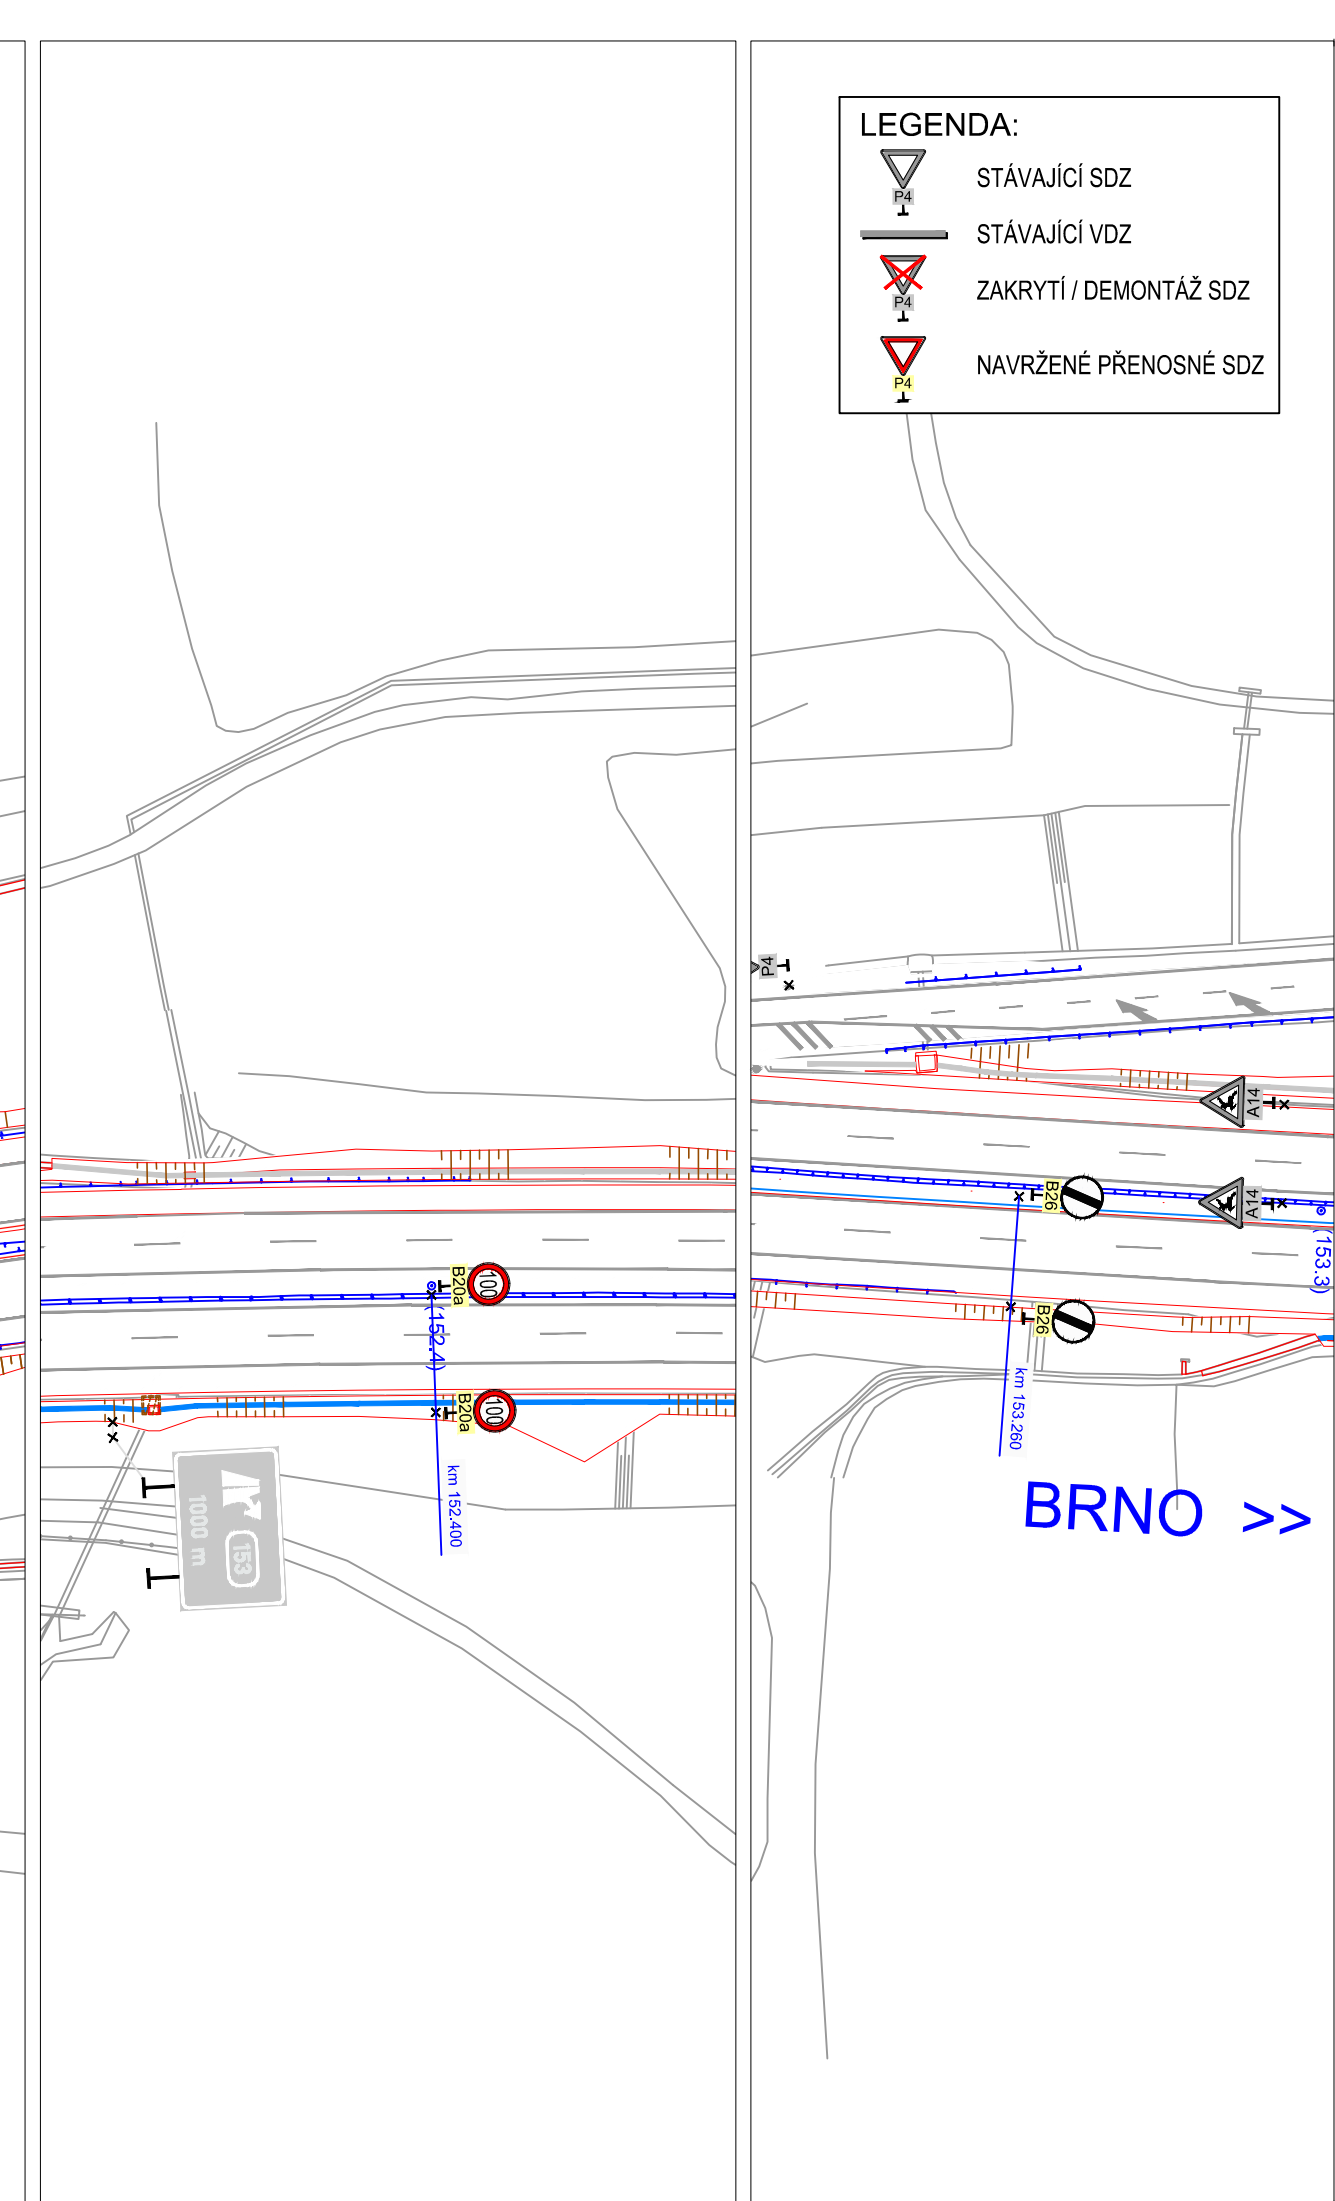 LEGENDA:
P4
STÁVAJÍCÍ SDZ
STÁVAJÍCÍ VDZ
P4
ZAKRYTÍ / DEMONTÁŽ SDZ
P4
NAVRŽENÉ PŘENOSNÉ SDZ
P4
A14
B26
A14
(153.3)
B26
km 153.260
BRNO >>
B20a
100
(152.4)
B20a
100
km 152.400
153
1000 m